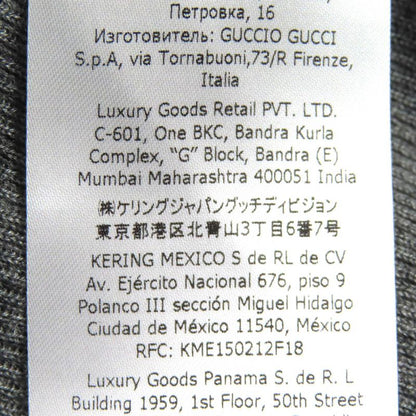 Петровка, 16
Изготовитель: GUCCIO GUCCI
S.p.A, via Tornabuoni,73/R Firenze,
Italia
Luxury Goods Retail PVT. LTD.
C-601, One BKC, Bandra Kurla
Complex, “G” Block, Bandra (E)
Mumbai Maharashtra 400051 India
㈱ケリングジャパングッチディビジョン
東京都港区北青山3丁目6番7号
KERING MEXICO S de RL de CV
Av. Ejército Nacional 676, piso 9
Polanco III sección Miguel Hidalgo
Ciudad de México 11540, México
RFC: KME150212F18
Luxury Goods Panama S. de R. L
Building 1959, 1st Floor, 50th Street